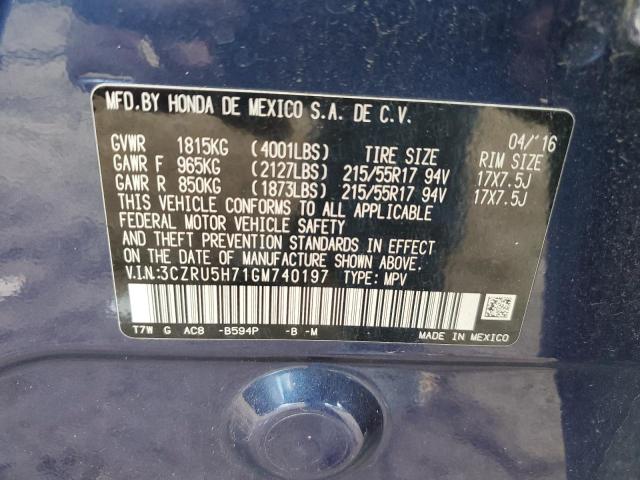 MFD.BY HONDA DE MEXICO S.A. DE C.V.
04/'16
GVWR 1815KG (4001LBS) TIRE SIZE RIM SIZE
GAWR F 965KG (2127LBS) 215/55R17 94V 17X7.5J
GAWR R 850KG (1873LBS) 215/55R17 94V 17X7.5J
THIS VEHICLE CONFORMS TO ALL APPLICABLE
FEDERAL MOTOR VEHICLE SAFETY
AND THEFT PREVENTION STANDARDS IN EFFECT
ON THE DATE OF MANUFACTURE SHOWN ABOVE.
V.I.N:3CZRU5H71GM740197 TYPE: MPV
T7W G AC8 -B594P -B -M
MADE IN MEXICO